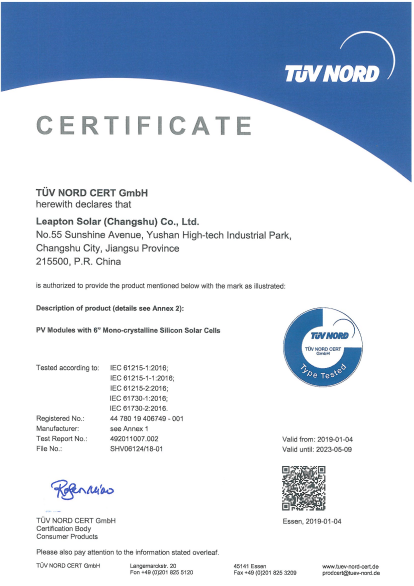 TÜV NORD
CERTIFICATE
TÜV NORD CERT GmbH
herewith declares that
Leapton Solar (Changshu) Co., Ltd.
No.55 Sunshine Avenue, Yushan High-tech Industrial Park,
Changshu City, Jiangsu Province
215500, P.R. China
is authorized to provide the product mentioned below with the mark as illustrated:
Description of product (details see Annex 2):
PV Modules with 6" Mono-crystalline Silicon Solar Cells
TÜV NORD
TÜV NORD CERT
GmbH
Type Tested
Tested according to: IEC 61215-1:2016;
IEC 61215-1-1:2016;
IEC 61215-2:2016;
IEC 61730-1:2016;
IEC 61730-2:2016.
Registered No.: 44 780 19 406749 - 001
Manufacturer: see Annex 1
Test Report No.: 492011007.002
File No.: SHV06124/18-01
Valid from: 2019-01-04
Valid until: 2023-05-09
TÜV NORD CERT GmbH
Certification Body
Consumer Products
Essen, 2019-01-04
Please also pay attention to the information stated overleaf.
TÜV NORD CERT GmbH Langemarckstr. 20 45141 Essen www.tuev-nord-cert.de
Fon +49 (0)201 825 5120 Fax +49 (0)201 825 3209 prodcert@tuev-nord.de